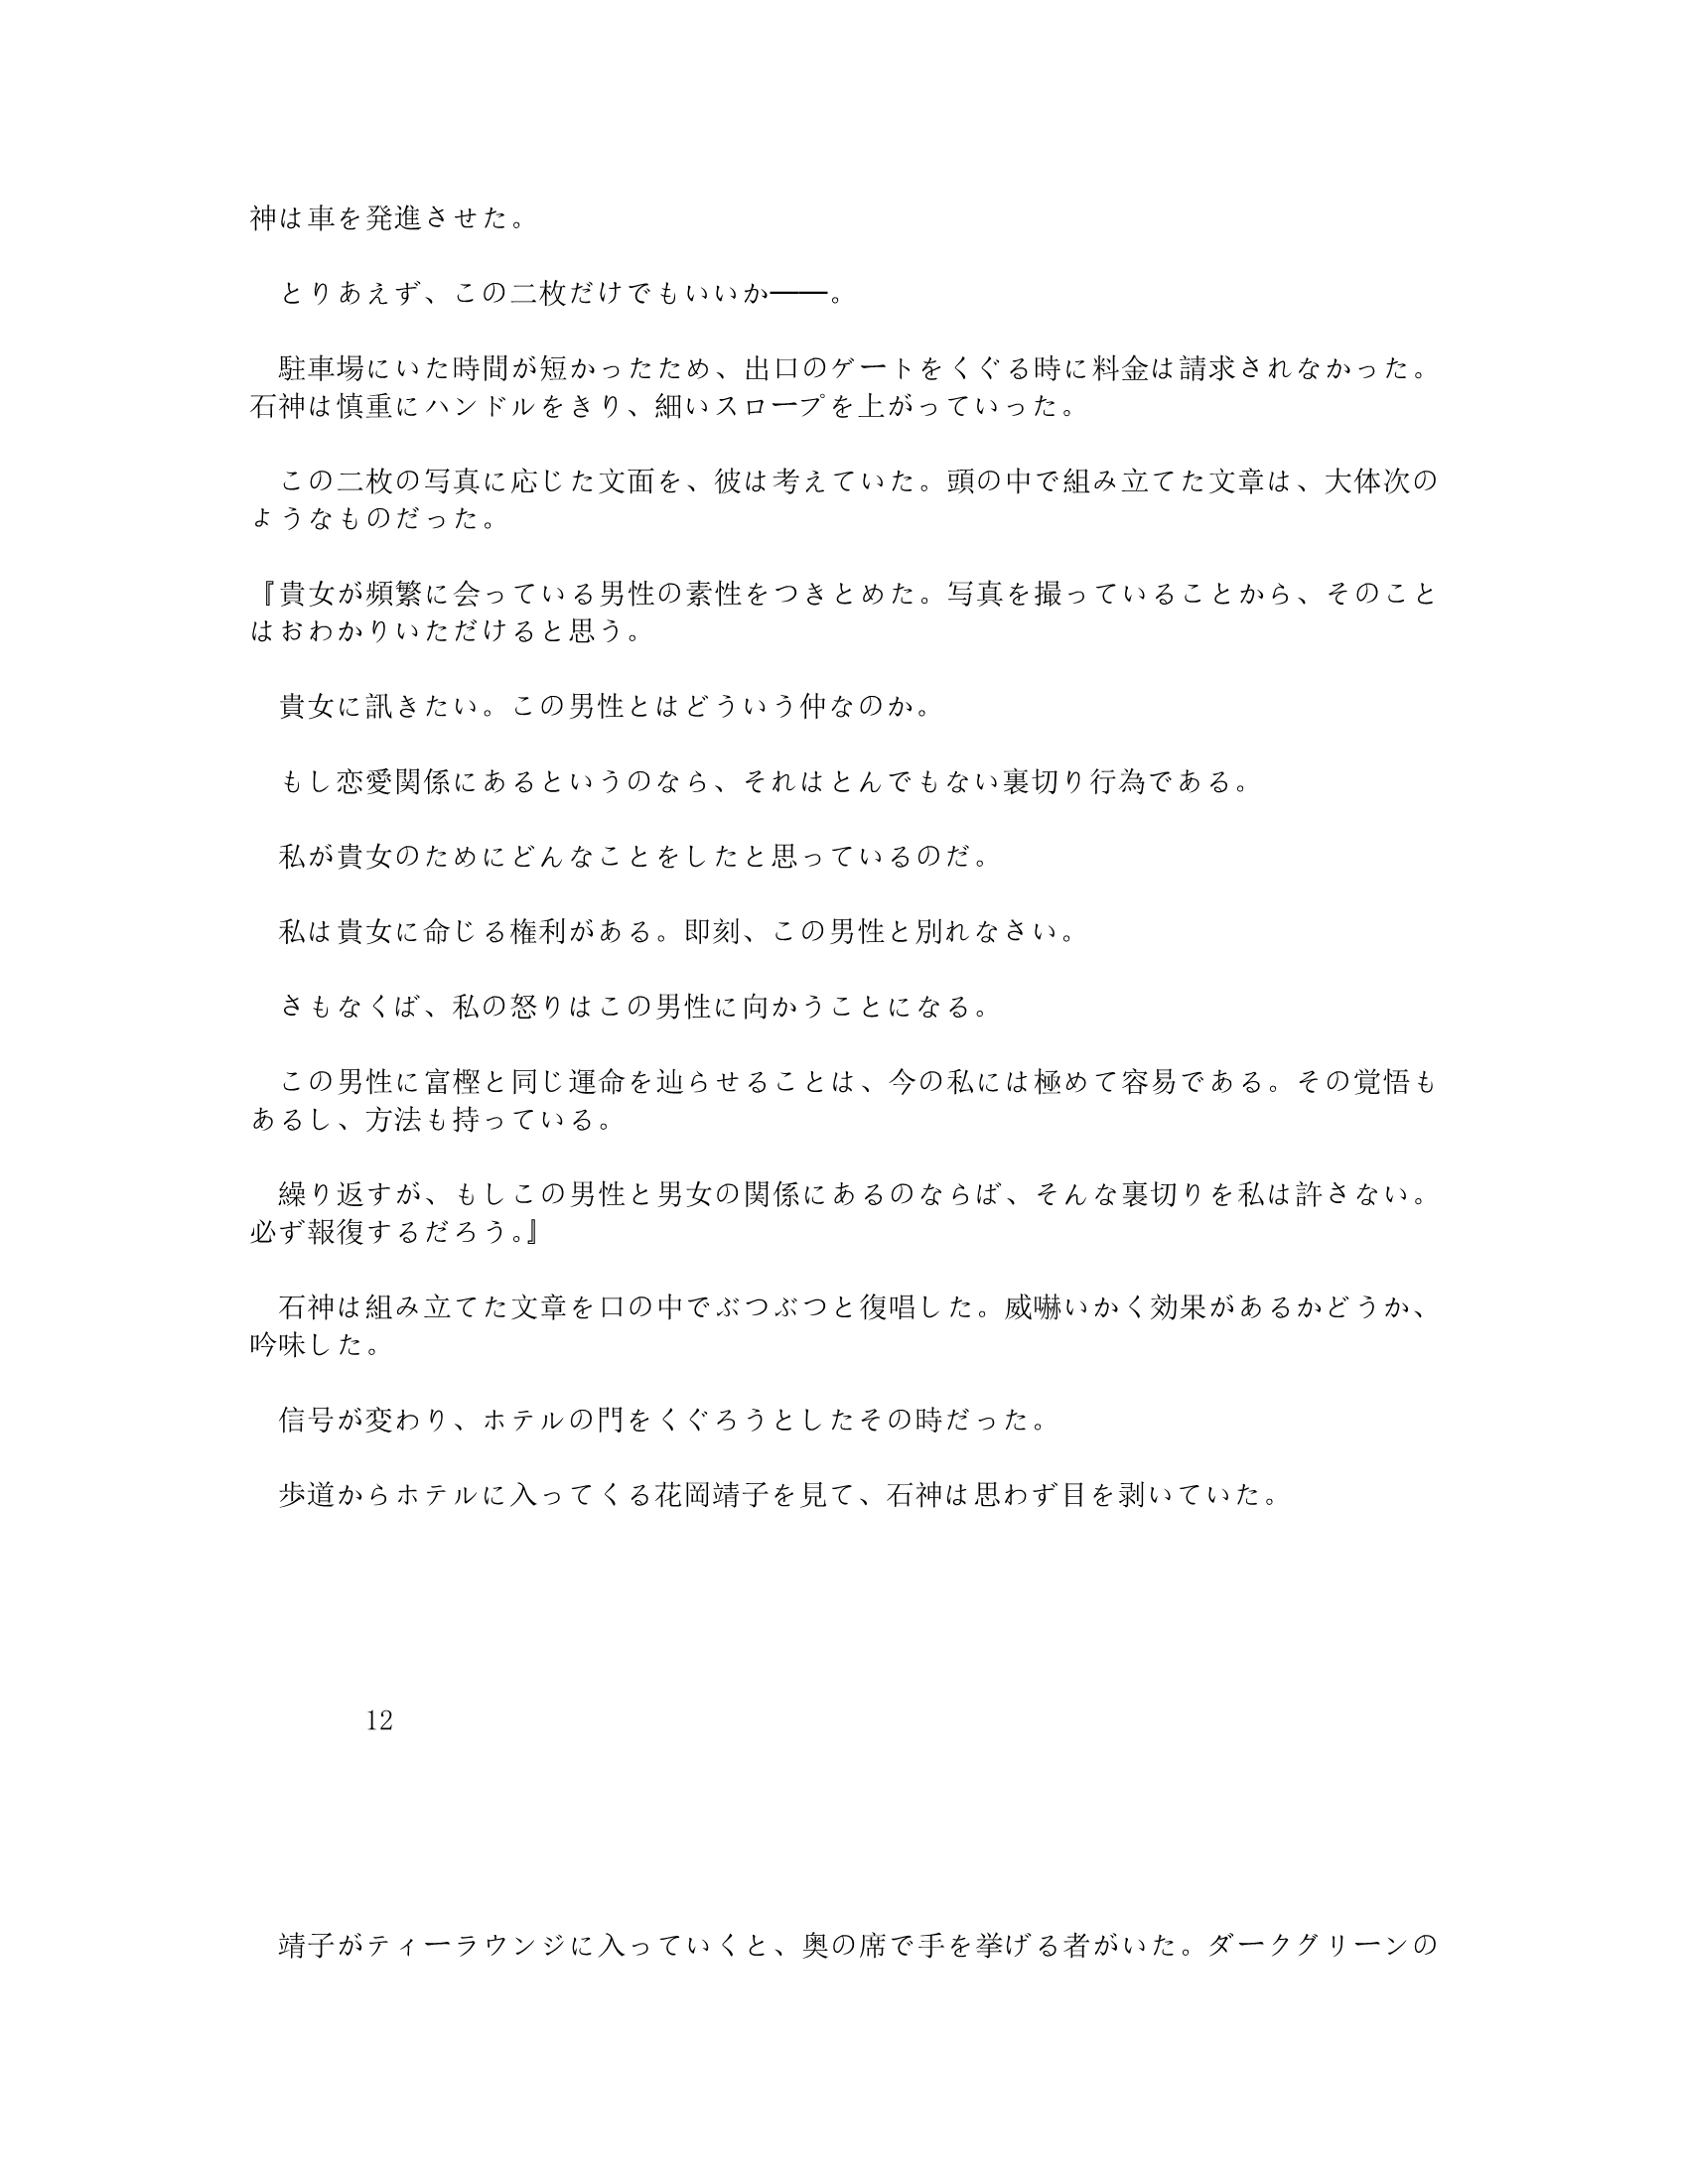 神は車を発進させた。
　とりあえず、この二枚だけでもいいか――。
　駐車場にいた時間が短かったため、出口のゲートをくぐる時に料金は請求されなかった。
石神は慎重にハンドルをきり、細いスロープを上がっていった。
　この二枚の写真に応じた文面を、彼は考えていた。頭の中で組み立てた文章は、大体次の
ようなものだった。
『貴女が頻繁に会っている男性の素性をつきとめた。写真を撮っていることから、そのこと
はおわかりいただけると思う。
　貴女に訊きたい。この男性とはどういう仲なのか。
　もし恋愛関係にあるというのなら、それはとんでもない裏切り行為である。
　私が貴女のためにどんなことをしたと思っているのだ。
　私は貴女に命じる権利がある。即刻、この男性と別れなさい。
　さもなくば、私の怒りはこの男性に向かうことになる。
　この男性に富樫と同じ運命を辿らせることは、今の私には極めて容易である。その覚悟も
あるし、方法も持っている。
　繰り返すが、もしこの男性と男女の関係にあるのならば、そんな裏切りを私は許さない。
必ず報復するだろう。』
　石神は組み立てた文章を口の中でぶつぶつと復唱した。威嚇いかく効果があるかどうか、
吟味した。
　信号が変わり、ホテルの門をくぐろうとしたその時だった。
　歩道からホテルに入ってくる花岡靖子を見て、石神は思わず目を剥いていた。
12
　靖子がティーラウンジに入っていくと、奥の席で手を挙げる者がいた。ダークグリーンの